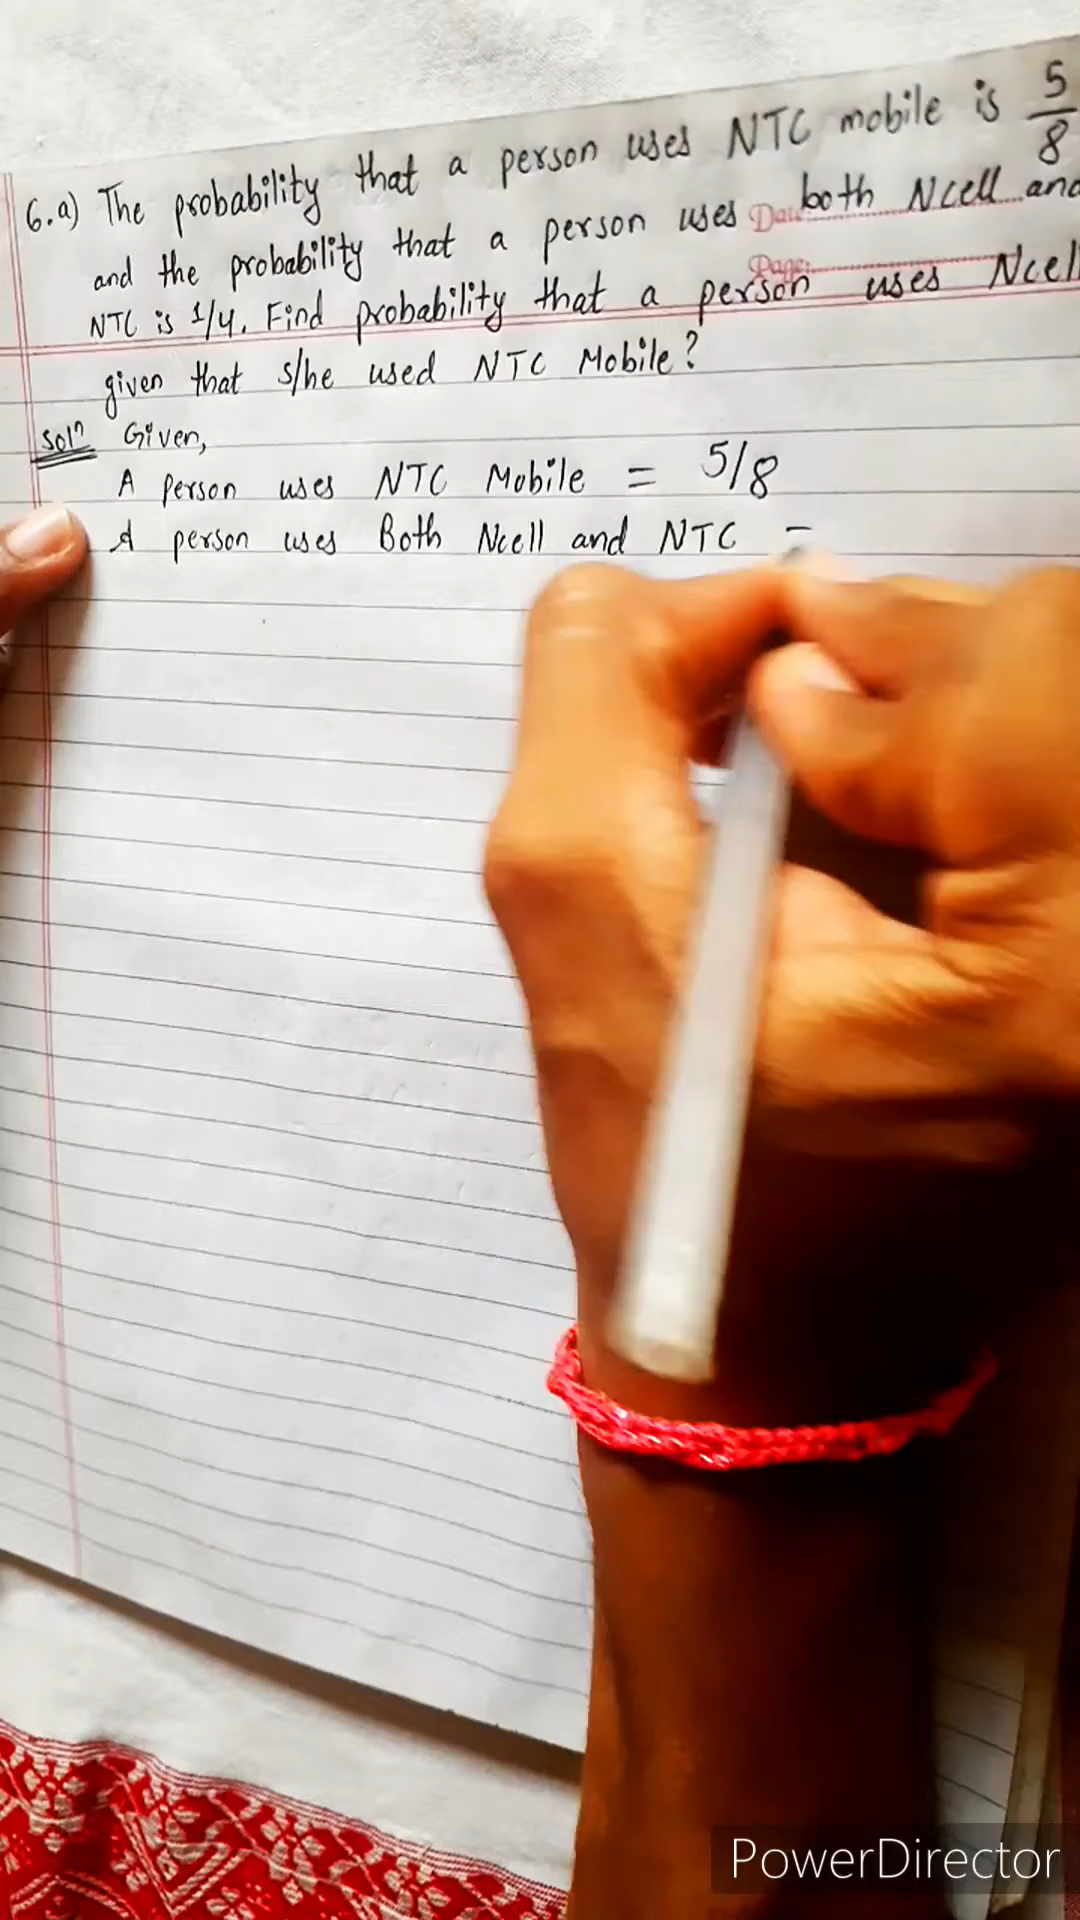 6.a) The probability that a person uses NTC mobile is 5/8
and the probability that a person uses both Ncell and
NTC is 1/4. Find probability that a person uses Ncell
given that s/he used NTC Mobile?
Solⁿ Given,
A person uses NTC Mobile = 5/8
A person uses Both Ncell and NTC =
Page:
PowerDirector